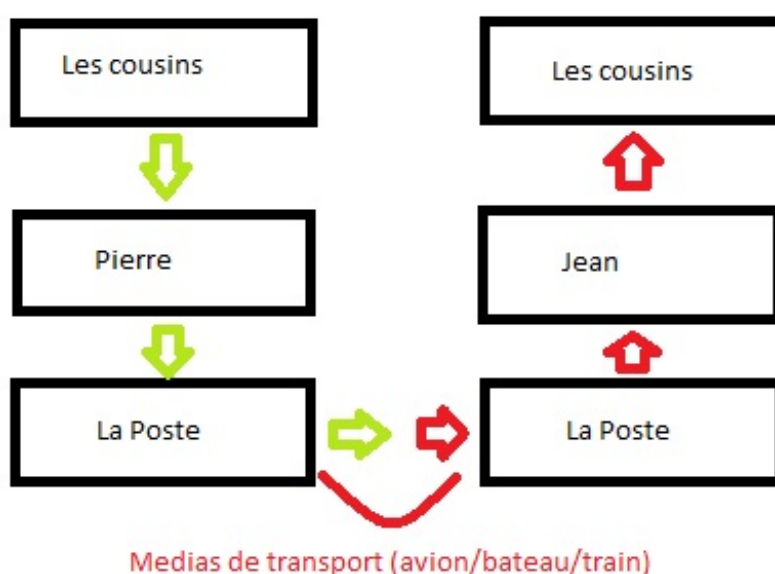 Les cousins
Les cousins
Pierre
Jean
La Poste
La Poste
Medias de transport (avion/bateau/train)